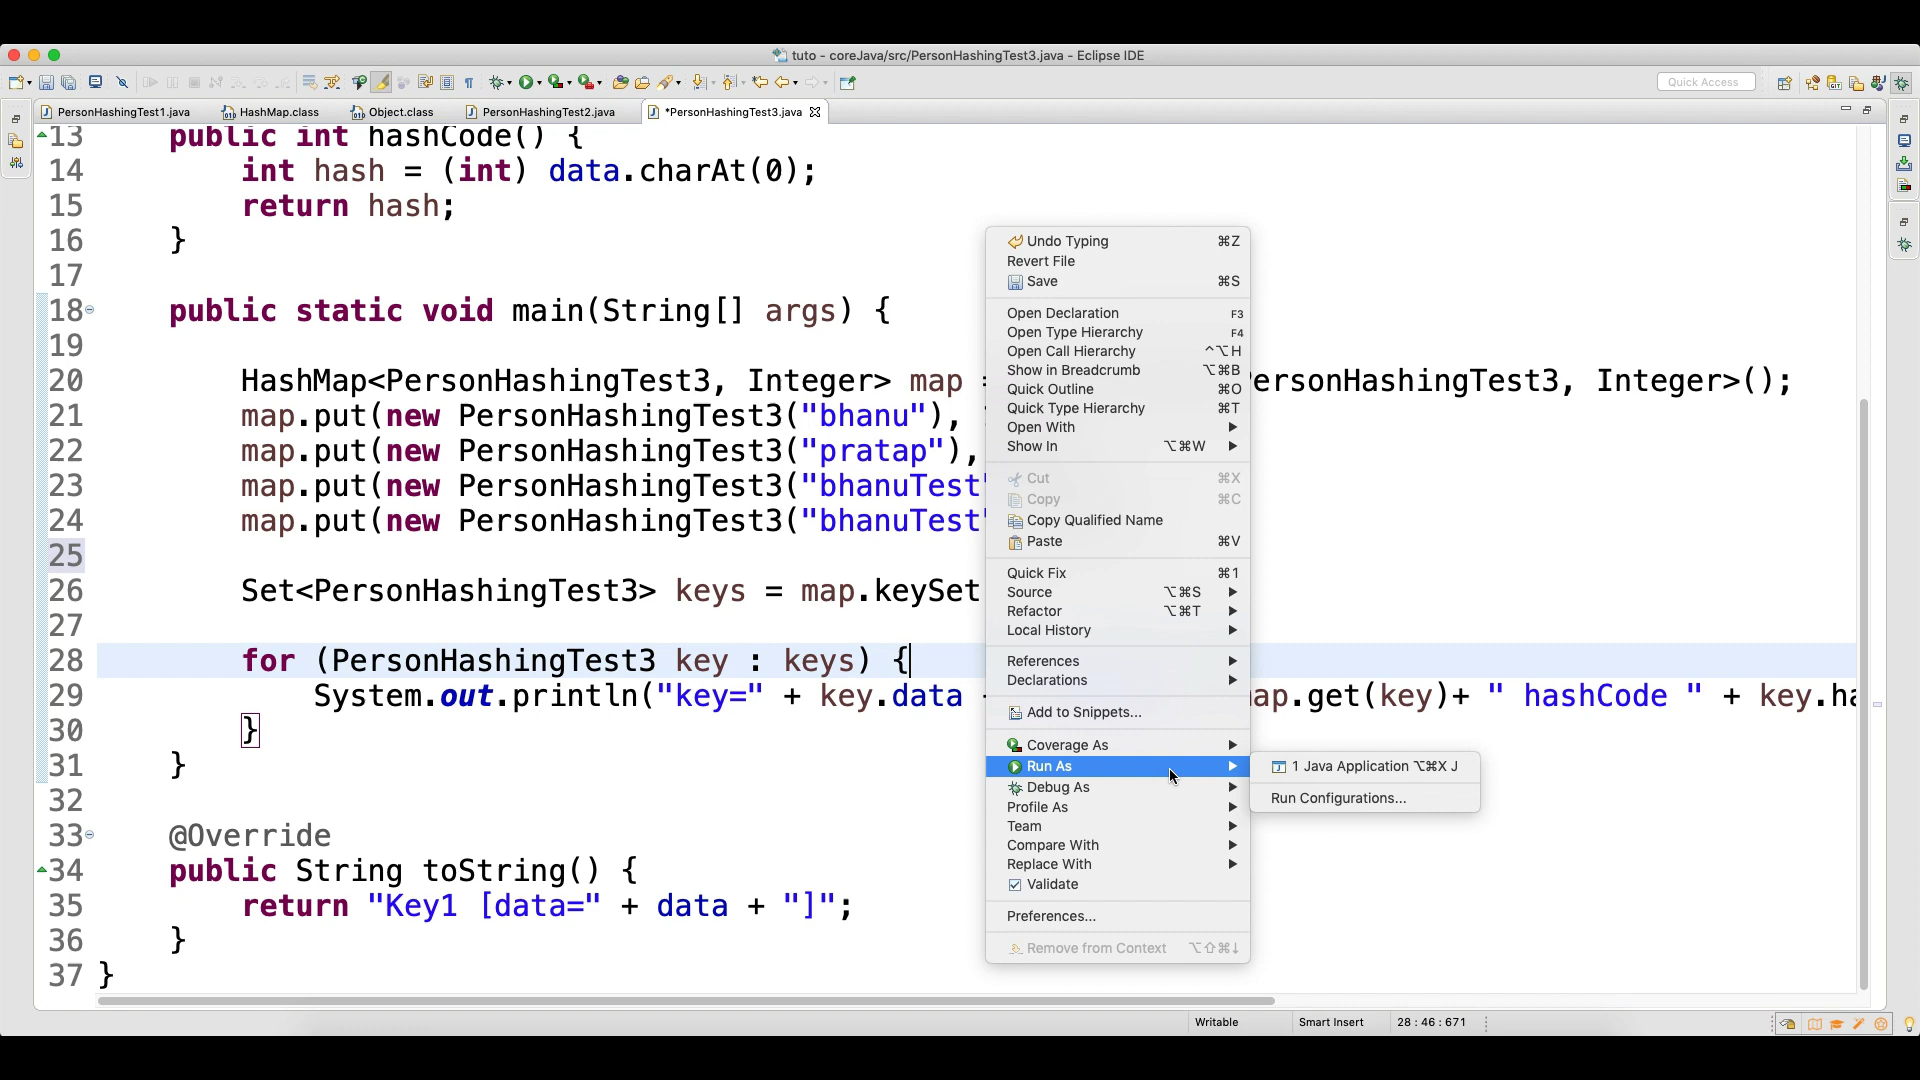 tuto - coreJava/src/PersonHashingTest3.java - Eclipse IDE
Quick Access
PersonHashingTest1.java HashMap.class Object.class PersonHashingTest2.java *PersonHashingTest3.java
13 public int hashCode() {
14 int hash = (int) data.charAt(0);
15 return hash;
16 }
17
18 public static void main(String[] args) {
19
20 HashMap<PersonHashingTest3, Integer> map ersonHashingTest3, Integer>();
21 map.put(new PersonHashingTest3("bhanu"),
22 map.put(new PersonHashingTest3("pratap"),
23 map.put(new PersonHashingTest3("bhanuTest
24 map.put(new PersonHashingTest3("bhanuTest
25
26 Set<PersonHashingTest3> keys = map.keySet
27
28 for (PersonHashingTest3 key : keys) {
29 System.out.println("key=" + key.data ap.get(key)+ " hashCode " + key.ha
30 }
31 }
32
33 @Override
34 public String toString() {
35 return "Key1 [data=" + data + "]";
36 }
37 }
Undo Typing ⌘Z
Revert File
Save ⌘S
Open Declaration F3
Open Type Hierarchy F4
Open Call Hierarchy ^⌥H
Show in Breadcrumb ⌥⌘B
Quick Outline ⌘O
Quick Type Hierarchy ⌘T
Open With
Show In ⌥⌘W
Cut ⌘X
Copy ⌘C
Copy Qualified Name
Paste ⌘V
Quick Fix ⌘1
Source ⌥⌘S
Refactor ⌥⌘T
Local History
References
Declarations
Add to Snippets...
Coverage As
Run As
Debug As
Profile As
Team
Compare With
Replace With
Validate
Preferences...
Remove from Context ⌥⇧⌘↓
1 Java Application ⌥⌘X J
Run Configurations...
Writable Smart Insert 28 : 46 : 671